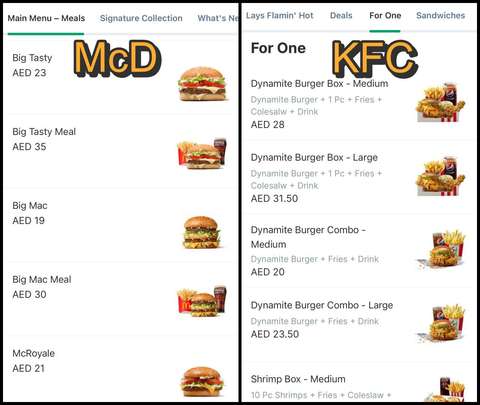 Main Menu – Meals
Signature Collection
What's Ne
McD
Big Tasty
AED 23
Big Tasty Meal
AED 35
Big Mac
AED 19
Big Mac Meal
AED 30
McRoyale
AED 21
Lays Flamin' Hot
Deals
For One
Sandwiches
For One
KFC
Dynamite Burger Box - Medium
Dynamite Burger + 1 Pc + Fries +
Colesalw + Drink
AED 28
Dynamite Burger Box - Large
Dynamite Burger + 1 Pc + Fries +
Colesalw + Drink
AED 31.50
Dynamite Burger Combo -
Medium
Dynamite Burger + Fries + Drink
AED 20
Dynamite Burger Combo - Large
Dynamite Burger + Fries + Drink
AED 23.50
Shrimp Box - Medium
10 Pc Shrimps + Fries + Coleslaw +